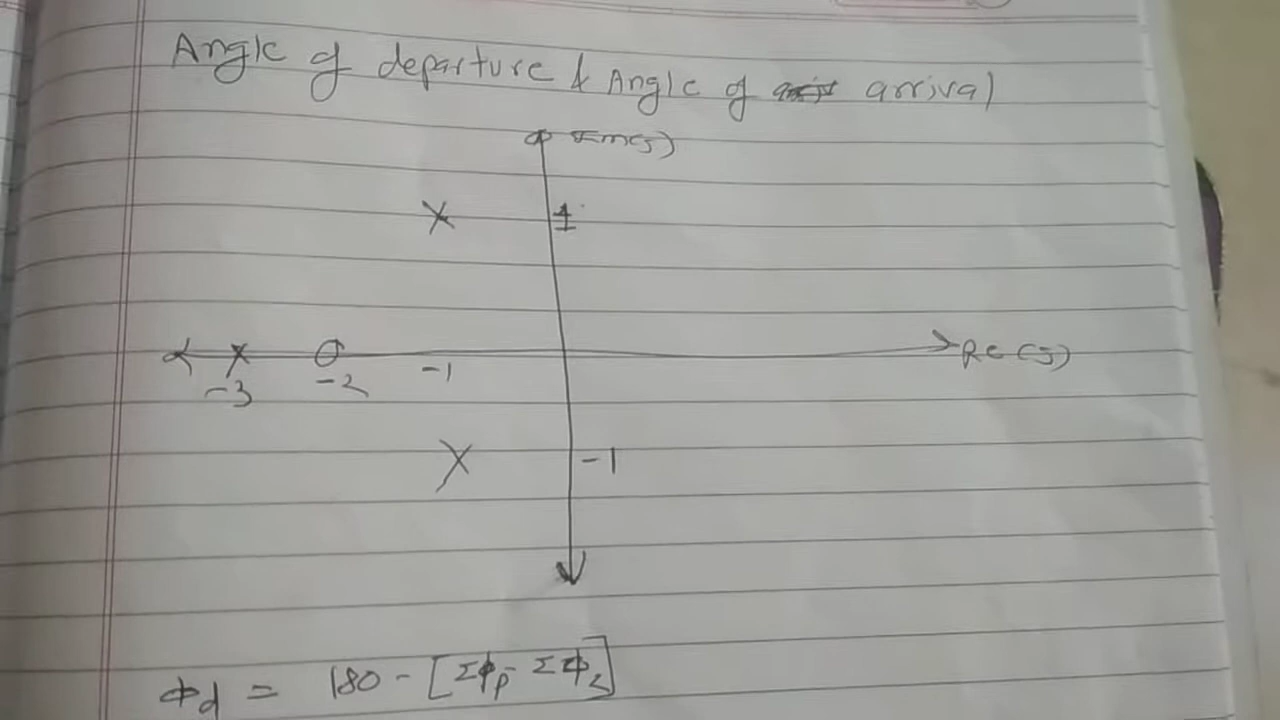 Angle of departure & Angle of arrival
Im(s)
1
-3 -2 -1
Re(s)
-1
Φd = 180 - [Σϕp - ΣΦz]